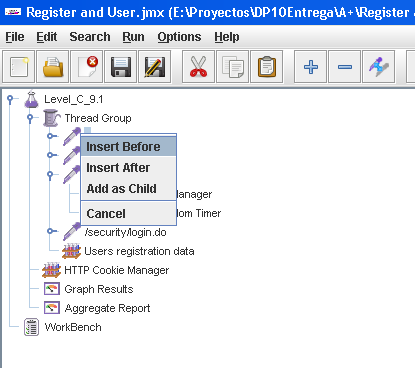 Register and User.jmx (E:\Proyectos\DP10Entrega\A+\Register
File Edit Search Run Options Help
Level_C_9.1
Thread Group
Insert Before
Insert After
Add as Child
anager
Cancel
om Timer
/security/login.do
Users registration data
HTTP Cookie Manager
Graph Results
Aggregate Report
WorkBench